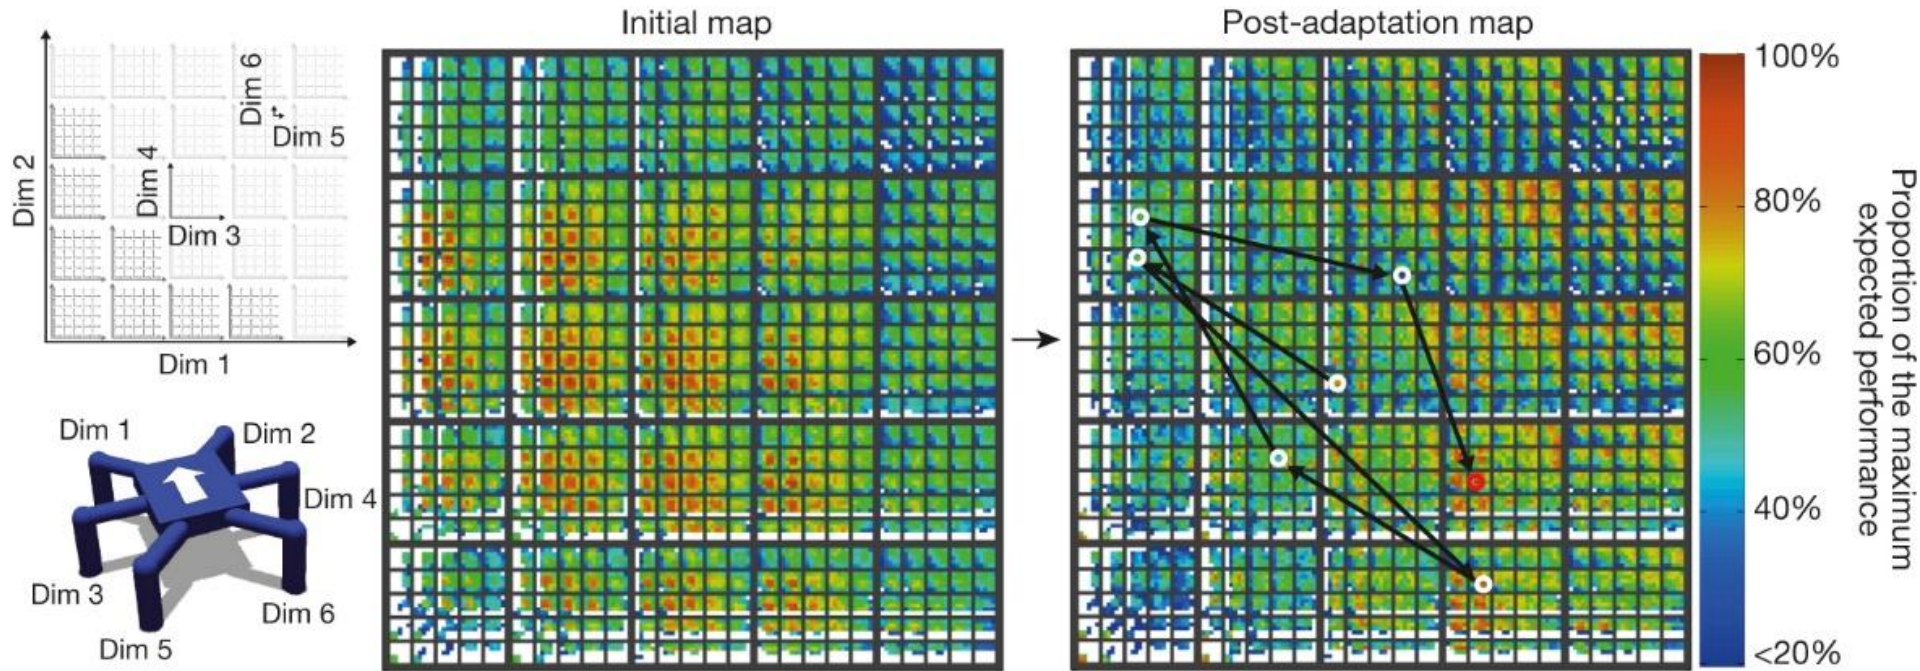 Initial map
Post-adaptation map
Dim 2
Dim 6
Dim 5
Dim 4
Dim 3
Dim 1
Dim 1
Dim 2
Dim 4
Dim 3
Dim 6
Dim 5
100%
80%
60%
40%
<20%
Proportion of the maximum
expected performance